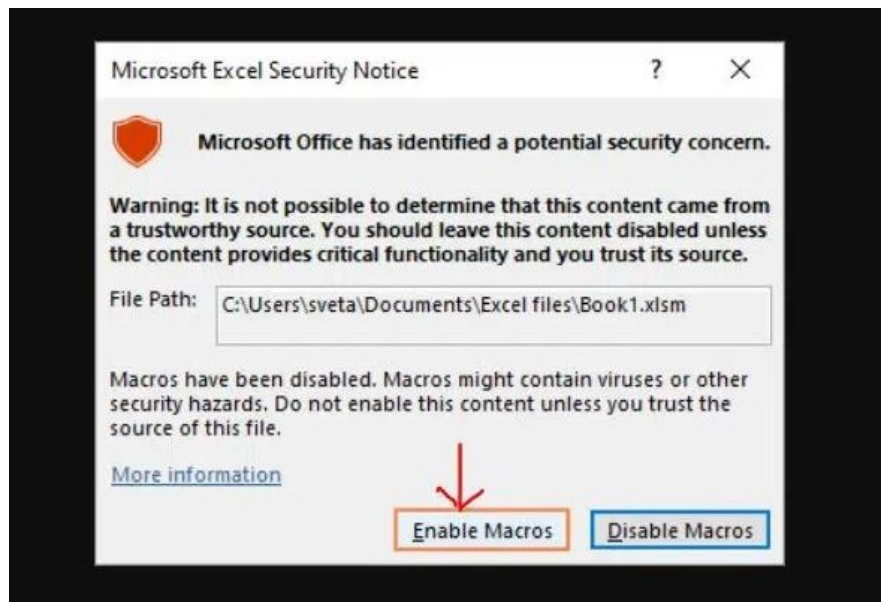 Microsoft Excel Security Notice ?
Microsoft Office has identified a potential security concern.
Warning: It is not possible to determine that this content came from
a trustworthy source. You should leave this content disabled unless
the content provides critical functionality and you trust its source.
File Path: C:\Users\sveta\Documents\Excel files\Book1.xlsm
Macros have been disabled. Macros might contain viruses or other
security hazards. Do not enable this content unless you trust the
source of this file.
More information
Enable Macros Disable Macros